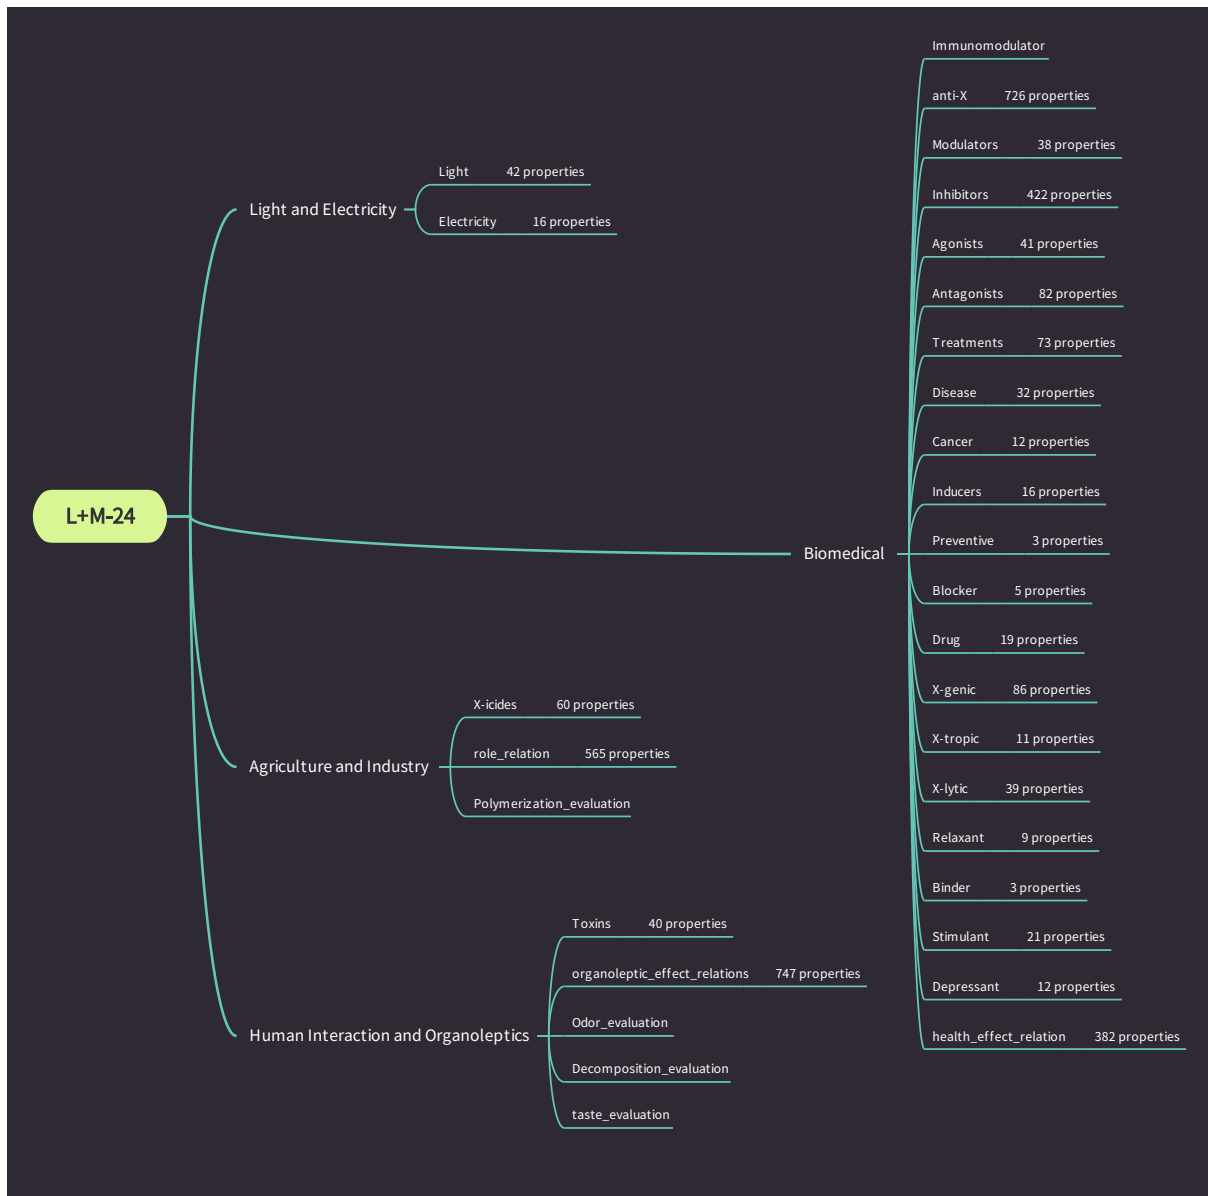 L+M-24
Light and Electricity
Light 42 properties
Electricity 16 properties
Biomedical
Immunomodulator
anti-X 726 properties
Modulators 38 properties
Inhibitors 422 properties
Agonists 41 properties
Antagonists 82 properties
Treatments 73 properties
Disease 32 properties
Cancer 12 properties
Inducers 16 properties
Preventive 3 properties
Blocker 5 properties
Drug 19 properties
X-genic 86 properties
X-tropic 11 properties
X-lytic 39 properties
Relaxant 9 properties
Binder 3 properties
Stimulant 21 properties
Depressant 12 properties
health_effect_relation 382 properties
Agriculture and Industry
X-icides 60 properties
role_relation 565 properties
Polymerization_evaluation
Human Interaction and Organoleptics
Toxins 40 properties
organoleptic_effect_relations 747 properties
Odor_evaluation
Decomposition_evaluation
taste_evaluation